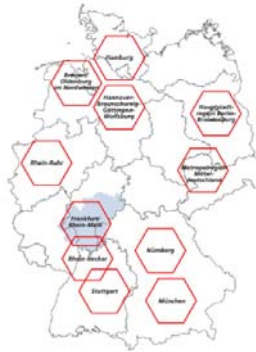 Hamburg
Bremen/
Oldenburg
im Nordwesten
Hannover-
Braunschweig-
Göttingen-
Wolfsburg
Hauptstadt-
region Berlin-
Brandenburg
Rhein-Ruhr
Metropolregion
Mittel-
deutschland
Frankfurt/
Rhein-Main
Rhein-Neckar
Nürnberg
Stuttgart
München